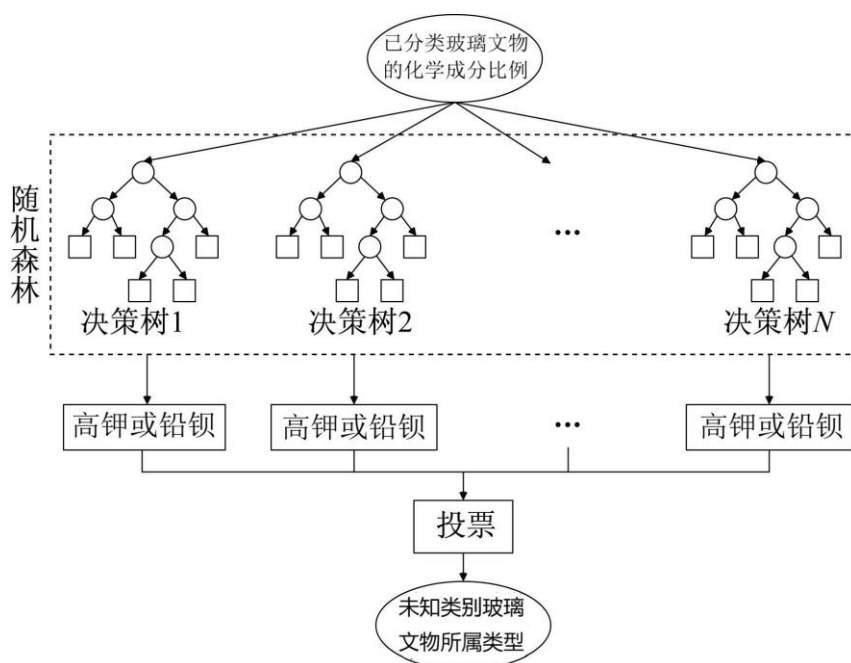 已分类玻璃文物
的化学成分比例
随机森林
...
决策树1
决策树2
决策树N
高钾或铅钡
高钾或铅钡
...
高钾或铅钡
投票
未知类别玻璃
文物所属类型